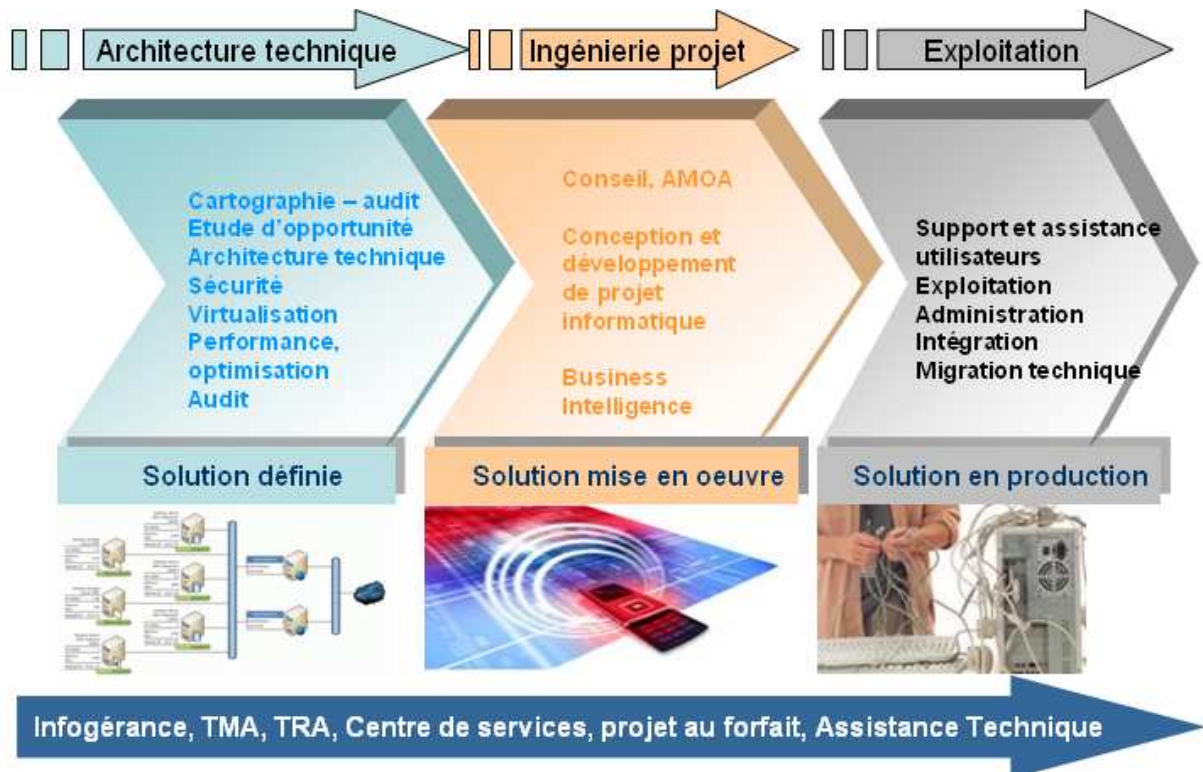 Architecture technique
Ingénierie projet
Exploitation
Cartographie – audit
Etude d'opportunité
Architecture technique
Sécurité
Virtualisation
Performance,
optimisation
Audit
Conseil, AMOA
Conception et
développement
de projet
informatique
Business
Intelligence
Support et assistance
utilisateurs
Exploitation
Administration
Intégration
Migration technique
Solution définie
Solution mise en oeuvre
Solution en production
Infogérance, TMA, TRA, Centre de services, projet au forfait, Assistance Technique